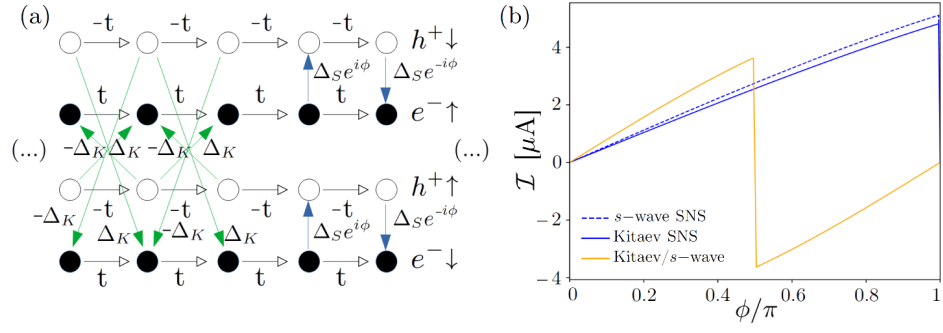 (a)
-t -t -t -t h⁺↓
Δ_S e^{iϕ} Δ_S e^{-iϕ}
t t t t e⁻↑
(...) -Δ_K Δ_K -Δ_K Δ_K (...)
h⁺↑
-Δ_K -t -t -t -t
Δ_K -Δ_K Δ_K Δ_S e^{iϕ} Δ_S e^{-iϕ}
e⁻↓
t t t t
(b)
ℐ [μA]
4
2
0
−2
−4
s−wave SNS
Kitaev SNS
Kitaev/s−wave
0 0.2 0.4 0.6 0.8 1
ϕ/π